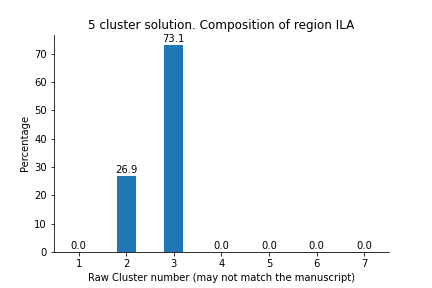 5 cluster solution. Composition of region ILA
73.1
70
60
50
40
30
26.9
20
10
0.0 0.0 0.0 0.0 0.0
0
1 2 3 4 5 6 7
Percentage
Raw Cluster number (may not match the manuscript)